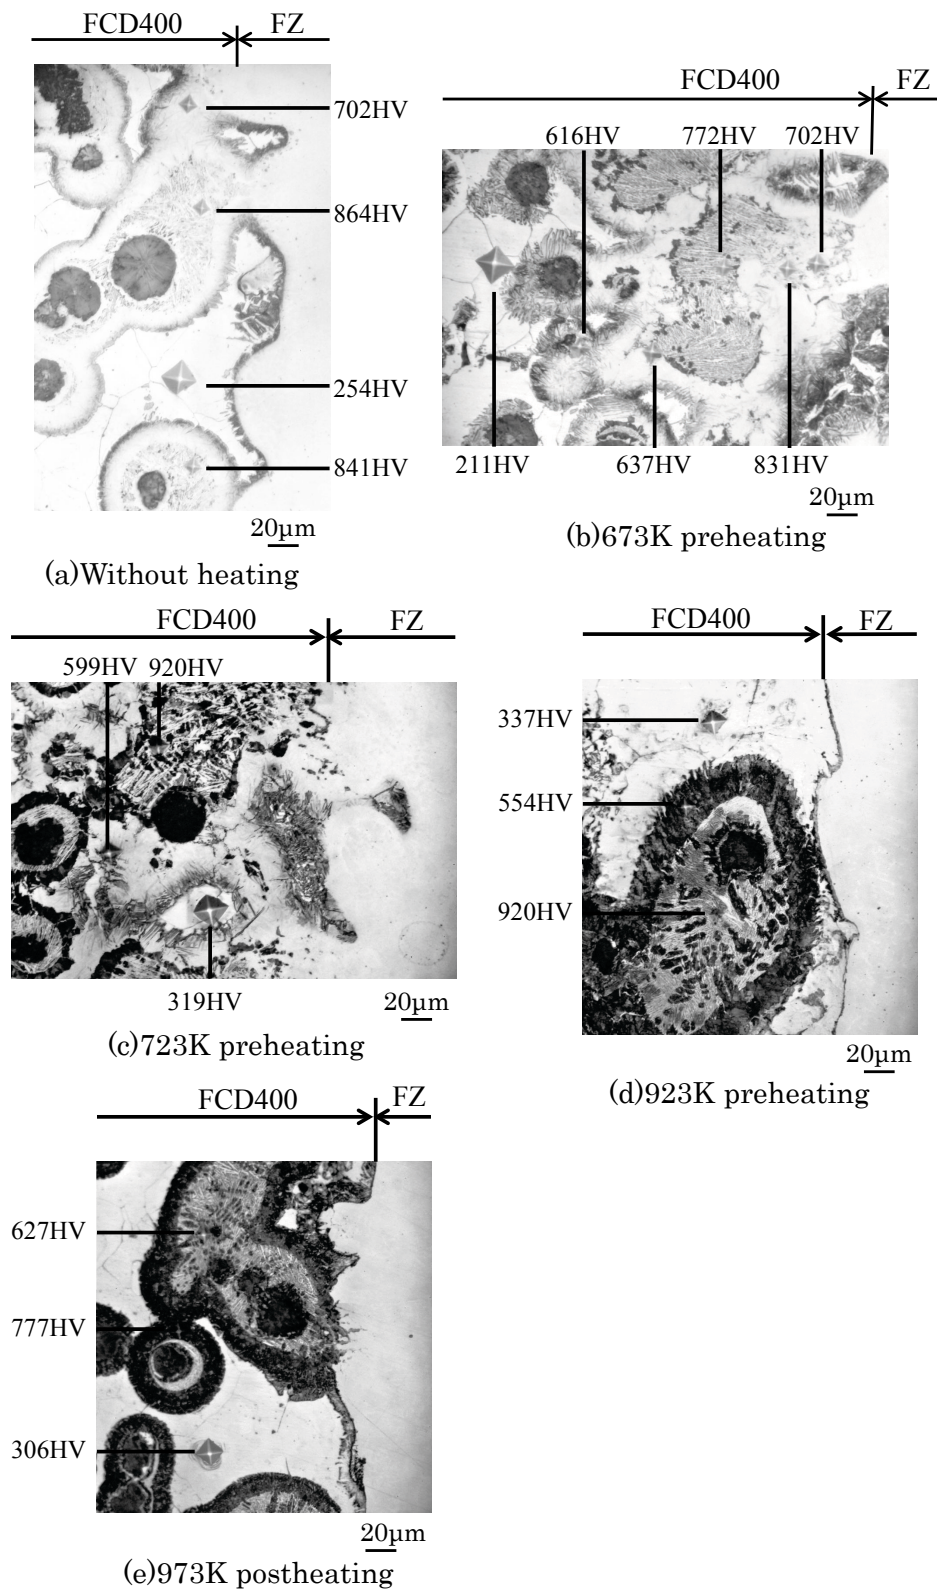 FCD400 FZ
702HV
864HV
254HV
841HV
20μm
(a)Without heating
FCD400 FZ
616HV 772HV 702HV
211HV 637HV 831HV
20μm
(b)673K preheating
FCD400 FZ
599HV 920HV
319HV 20μm
(c)723K preheating
FCD400 FZ
337HV
554HV
920HV
20μm
(d)923K preheating
FCD400 FZ
627HV
777HV
306HV
20μm
(e)973K postheating